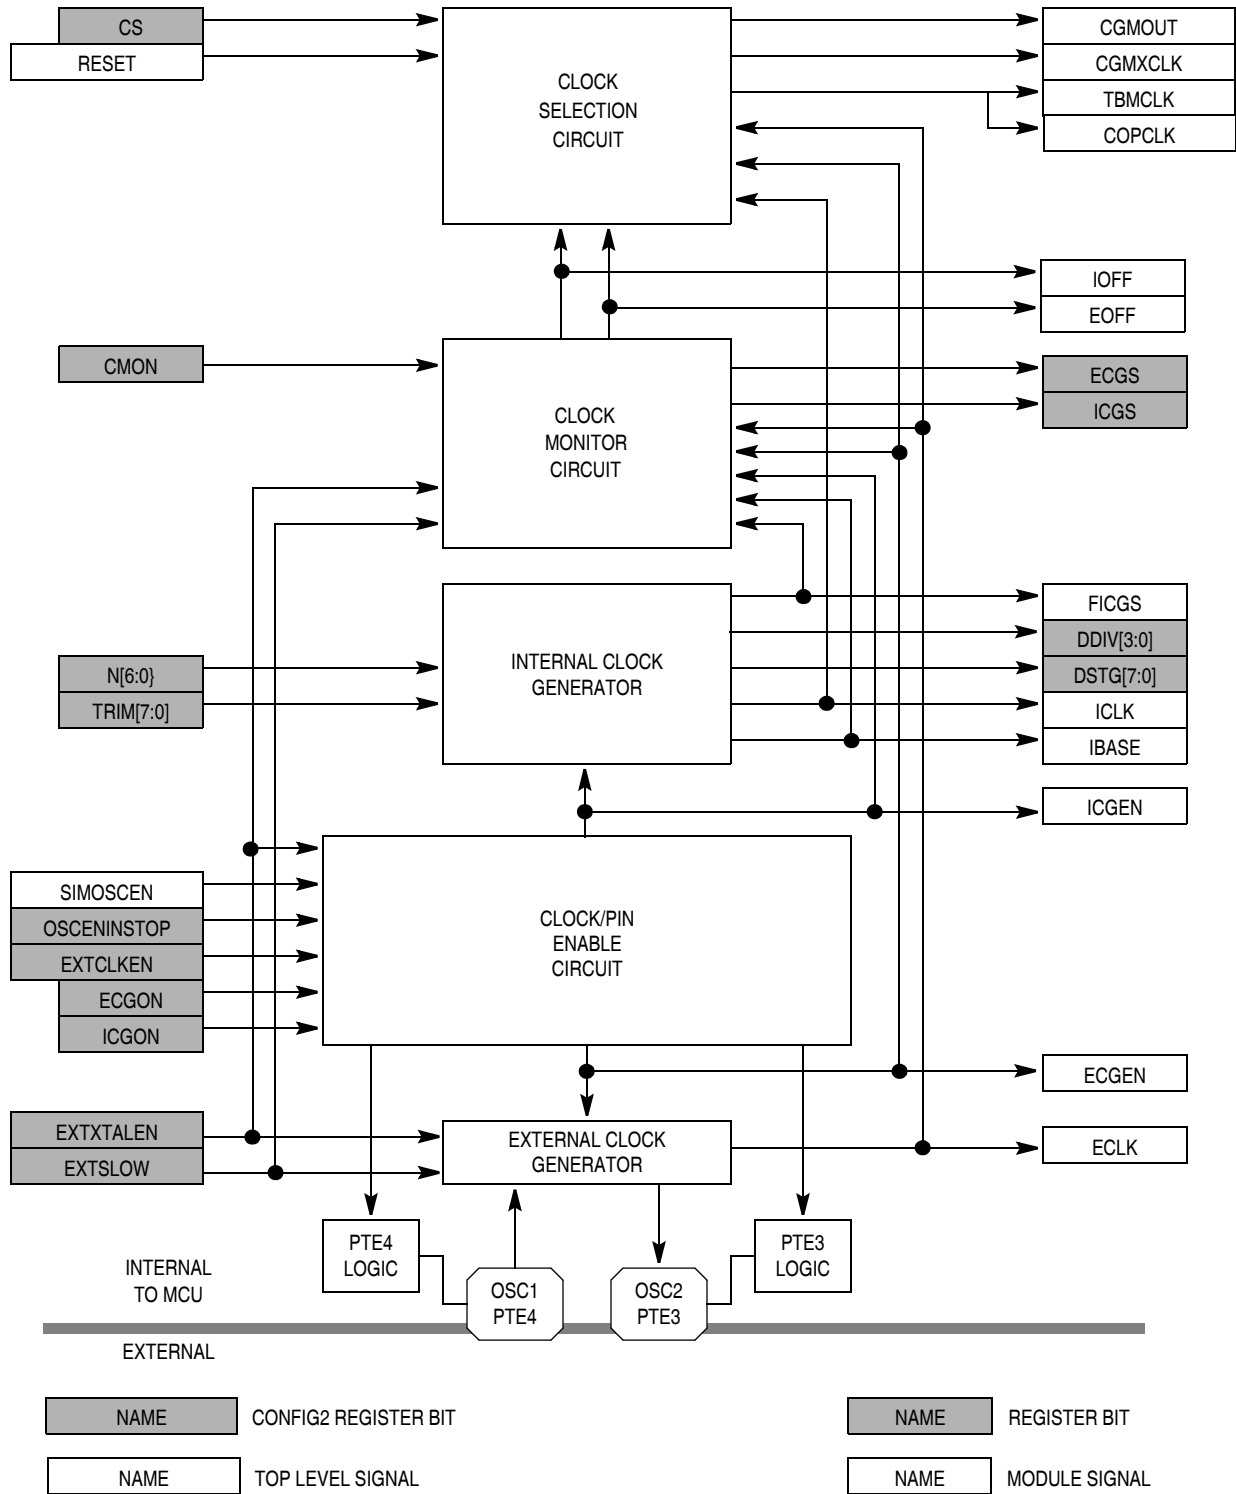 CS
RESET
CLOCK
SELECTION
CIRCUIT
CGMOUT
CGMXCLK
TBMCLK
COPCLK
IOFF
EOFF
CMON
CLOCK
MONITOR
CIRCUIT
ECGS
ICGS
N[6:0}
TRIM[7:0]
INTERNAL CLOCK
GENERATOR
FICGS
DDIV[3:0]
DSTG[7:0]
ICLK
IBASE
ICGEN
SIMOSCEN
OSCENINSTOP
EXTCLKEN
ECGON
ICGON
CLOCK/PIN
ENABLE
CIRCUIT
ECGEN
EXTXTALEN
EXTSLOW
EXTERNAL CLOCK
GENERATOR
ECLK
PTE4
LOGIC
PTE3
LOGIC
INTERNAL
TO MCU
OSC1
PTE4
OSC2
PTE3
EXTERNAL
NAME CONFIG2 REGISTER BIT
NAME REGISTER BIT
NAME TOP LEVEL SIGNAL
NAME MODULE SIGNAL